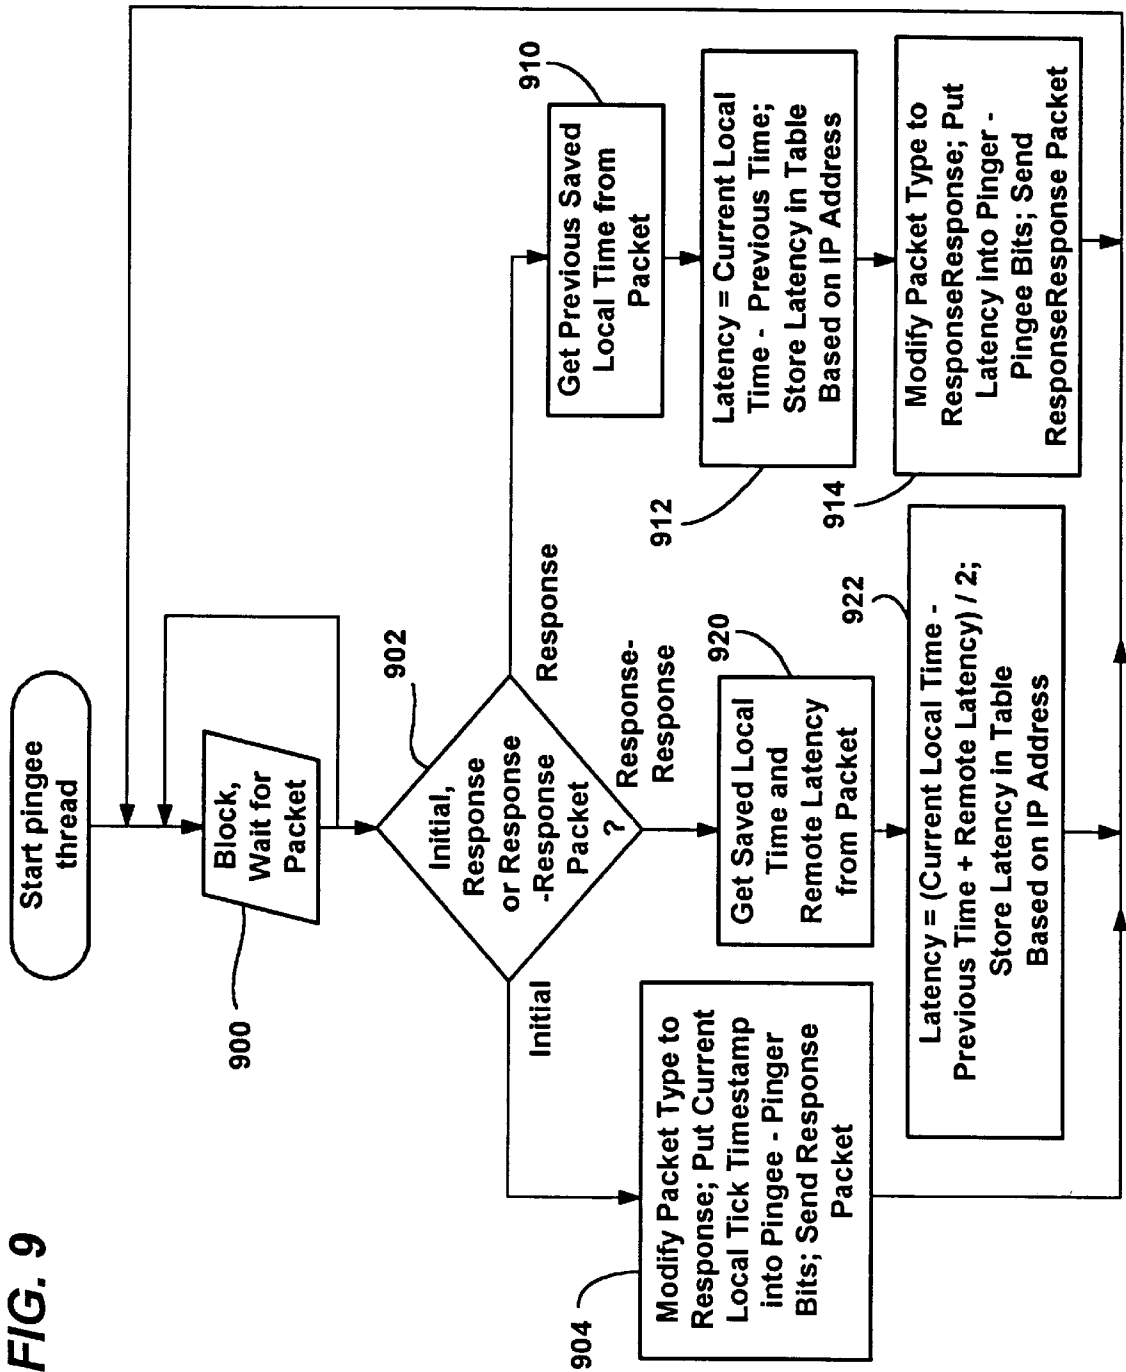 FIG. 9
Start pingee
thread
900
Block,
Wait for
Packet
902
Initial,
Response
or Response
-Response
Packet
?
Initial
Response-
Response
Response
904
Modify Packet Type to
Response; Put Current
Local Tick Timestamp
into Pingee - Pinger
Bits; Send Response
Packet
920
Get Saved Local
Time and
Remote Latency
from Packet
922
Latency = (Current Local Time -
Previous Time + Remote Latency) / 2;
Store Latency in Table
Based on IP Address
910
Get Previous Saved
Local Time from
Packet
912
Latency = Current Local
Time - Previous Time;
Store Latency in Table
Based on IP Address
914
Modify Packet Type to
ResponseResponse; Put
Latency into Pinger -
Pingee Bits; Send
ResponseResponse Packet